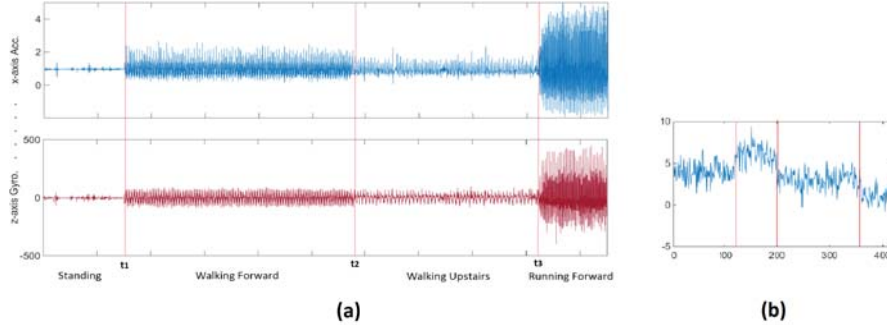 x-axis Acc.
4
2
0
z-axis Gyro.
500
0
-500
t1
t2
t3
Standing
Walking Forward
Walking Upstairs
Running Forward
(a)
10
5
0
-5
0
100
200
300
400
(b)